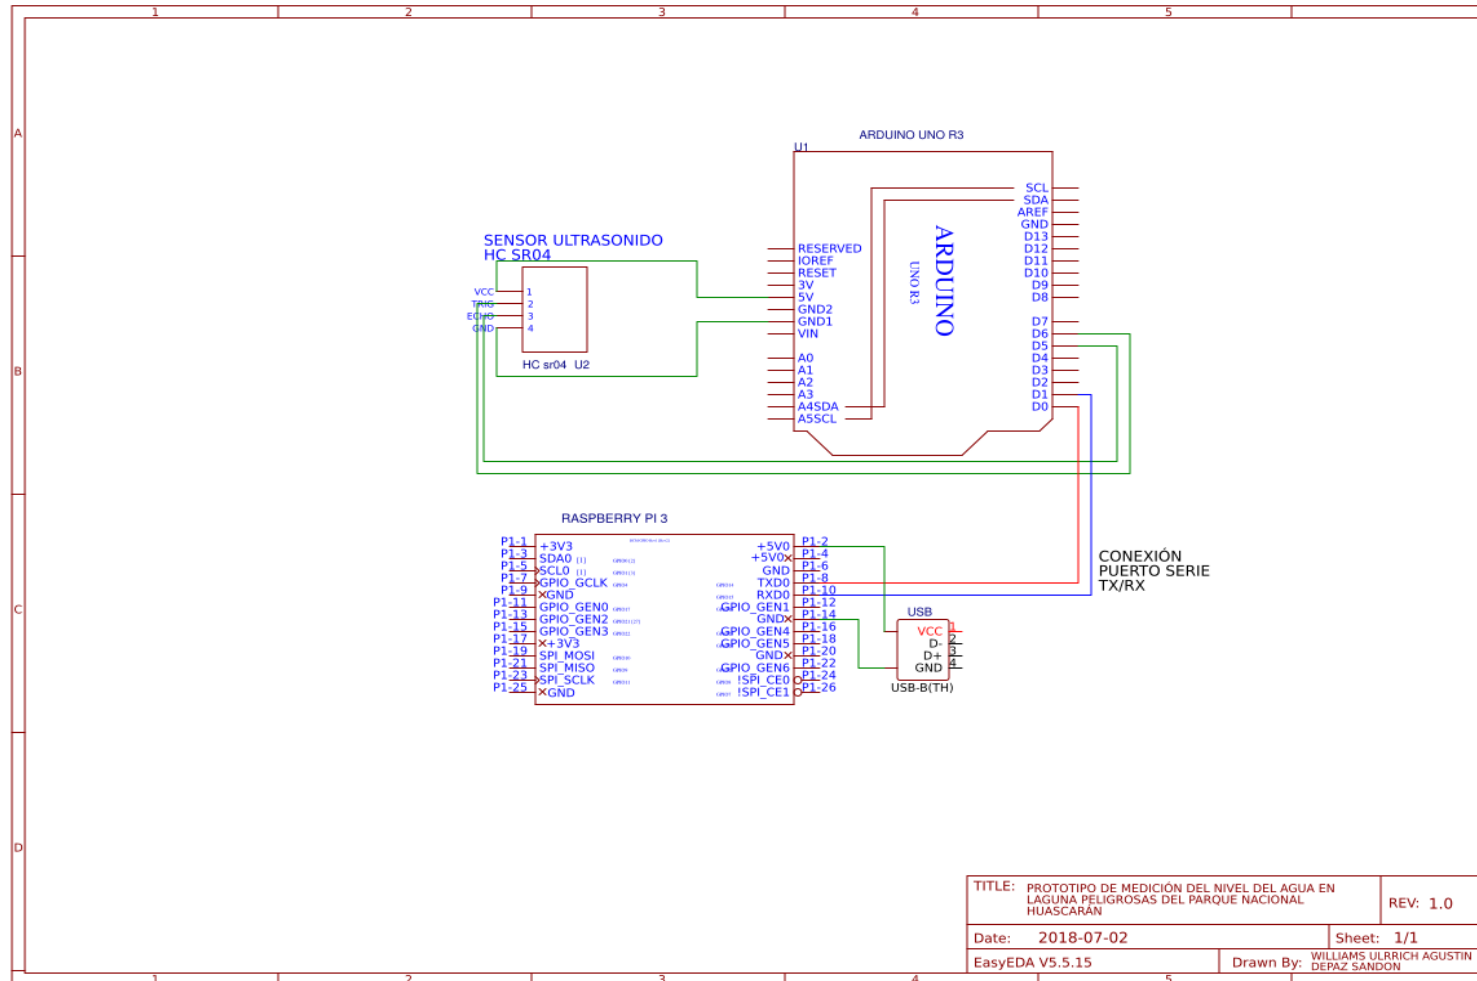 1 2 3 4 5
A
B
C
D
ARDUINO UNO R3
U1
SCL
SDA
AREF
GND
D13
D12
D11
D10
D9
D8
D7
D6
D5
D4
D3
D2
D1
D0
RESERVED
IOREF
RESET
3V
5V
GND2
GND1
VIN
A0
A1
A2
A3
A4SDA
A5SCL
ARDUINO
UNO R3
SENSOR ULTRASONIDO
HC SR04
VCC 1
TRIG 2
ECHO 3
GND 4
HC sr04 U2
RASPBERRY PI 3
P1-1 +3V3
P1-3 SDA0 [1]
P1-5 SCL0 [1]
P1-7 GPIO_GCLK
P1-9 GND
P1-11 GPIO_GEN0
P1-13 GPIO_GEN2
P1-15 GPIO_GEN3
P1-17 +3V3
P1-19 SPI_MOSI
P1-21 SPI_MISO
P1-23 SPI_SCLK
P1-25 GND
+5V0 P1-2
+5V0 P1-4
GND P1-6
TXD0 P1-8
RXD0 P1-10
GPIO_GEN1 P1-12
GND P1-14
GPIO_GEN4 P1-16
GPIO_GEN5 P1-18
GND P1-20
GPIO_GEN6 P1-22
!SPI_CE0 P1-24
!SPI_CE1 P1-26
CONEXIÓN
PUERTO SERIE
TX/RX
USB
VCC 1
D- 2
D+ 3
GND 4
USB-B(TH)
TITLE: PROTOTIPO DE MEDICIÓN DEL NIVEL DEL AGUA EN
LAGUNA PELIGROSAS DEL PARQUE NACIONAL
HUASCARÁN
REV: 1.0
Date: 2018-07-02
Sheet: 1/1
EasyEDA V5.5.15
Drawn By: WILLIAMS ULRRICH AGUSTIN
DEPAZ SANDON
1 2 3 4 5